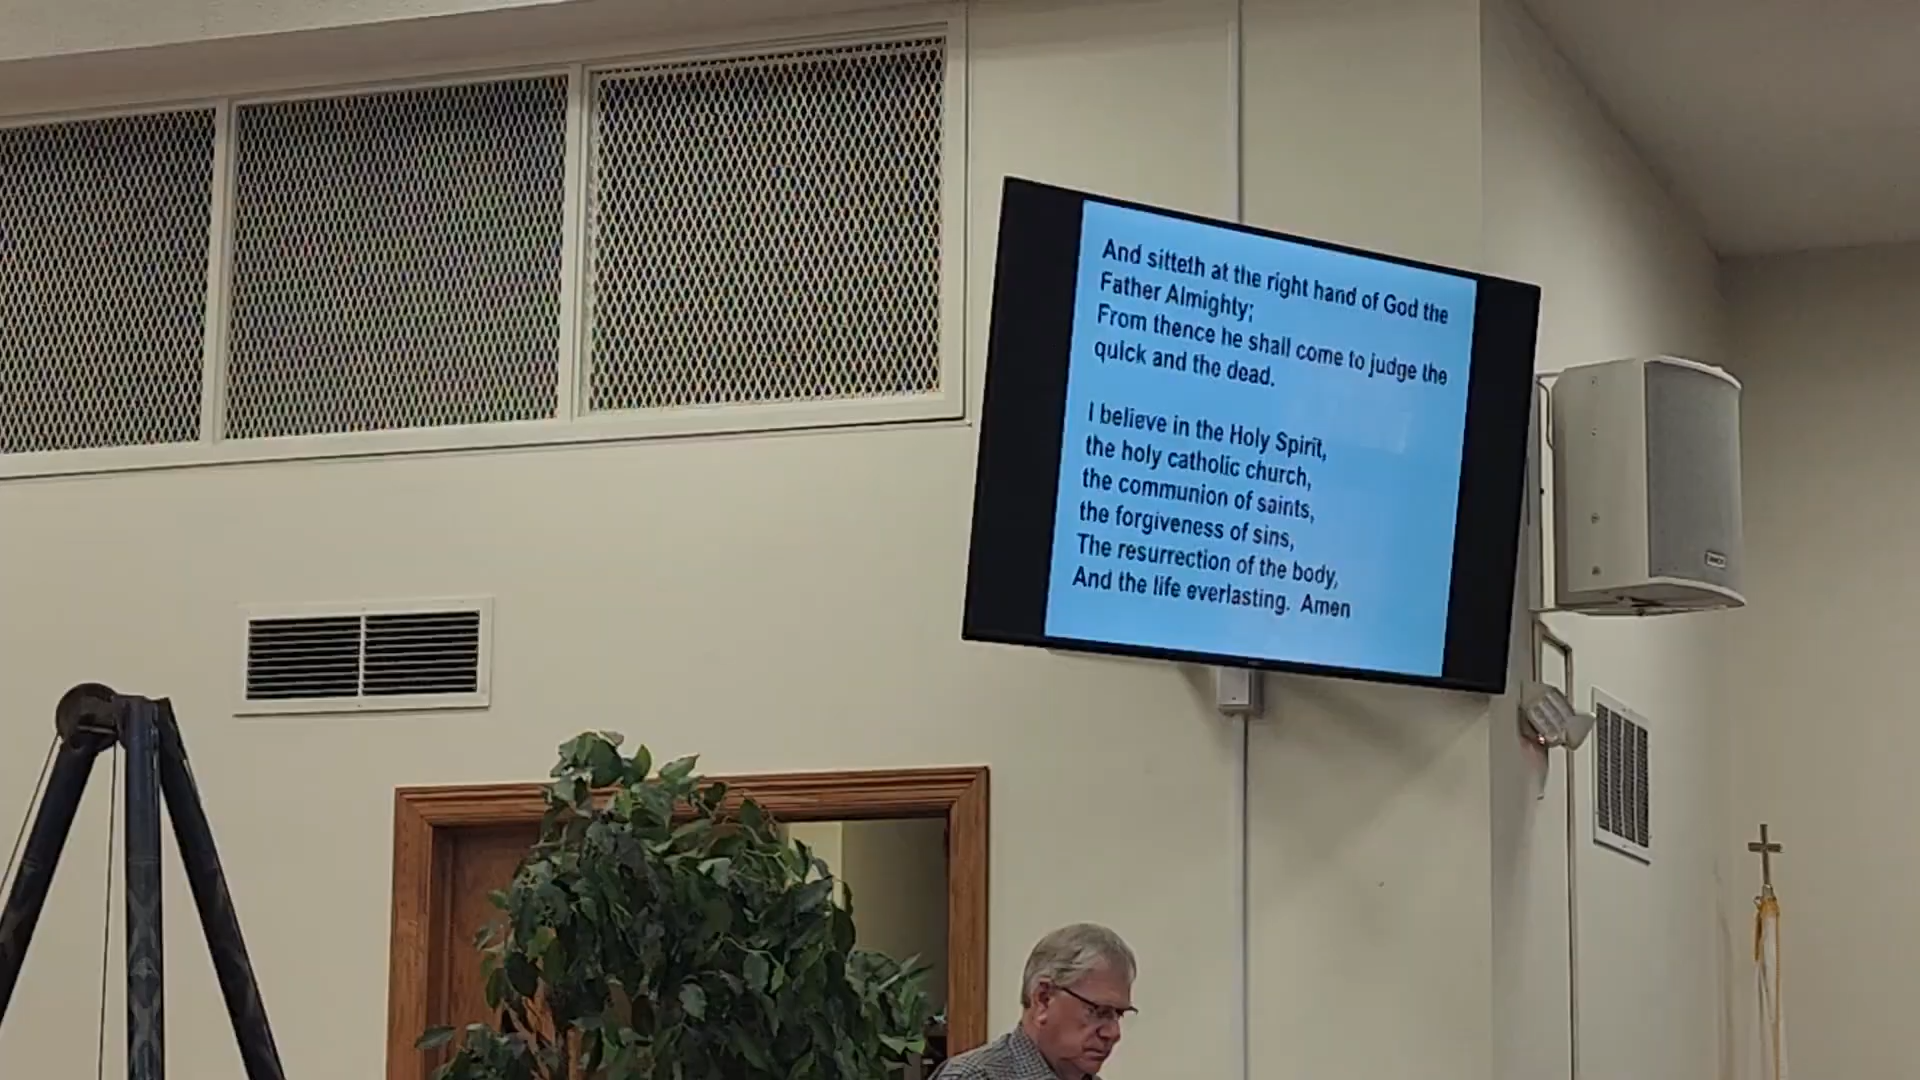 And sitteth at the right hand of God the
Father Almighty;
From thence he shall come to judge the
quick and the dead.
I believe in the Holy Spirit,
the holy catholic church,
the communion of saints,
the forgiveness of sins,
The resurrection of the body,
And the life everlasting. Amen